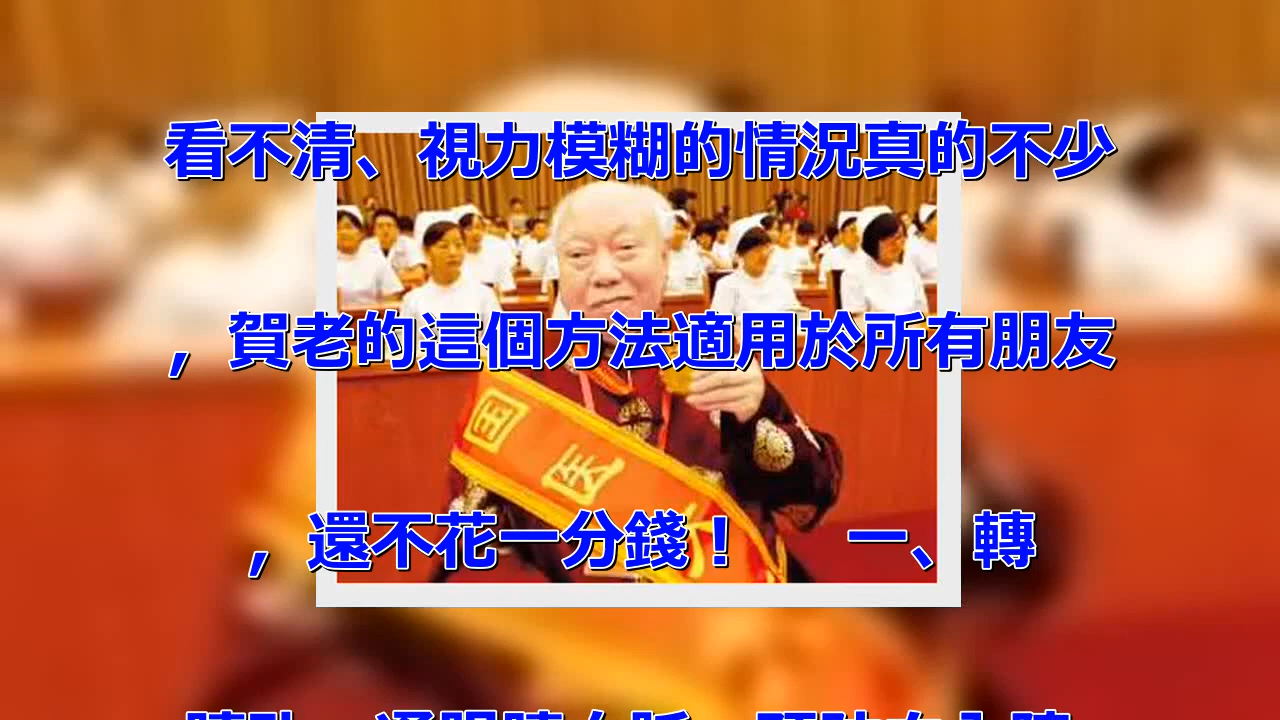 看不清、視力模糊的情況真的不少
，賀老的這個方法適用於所有朋友
，還不花一分錢！　一、轉
国医